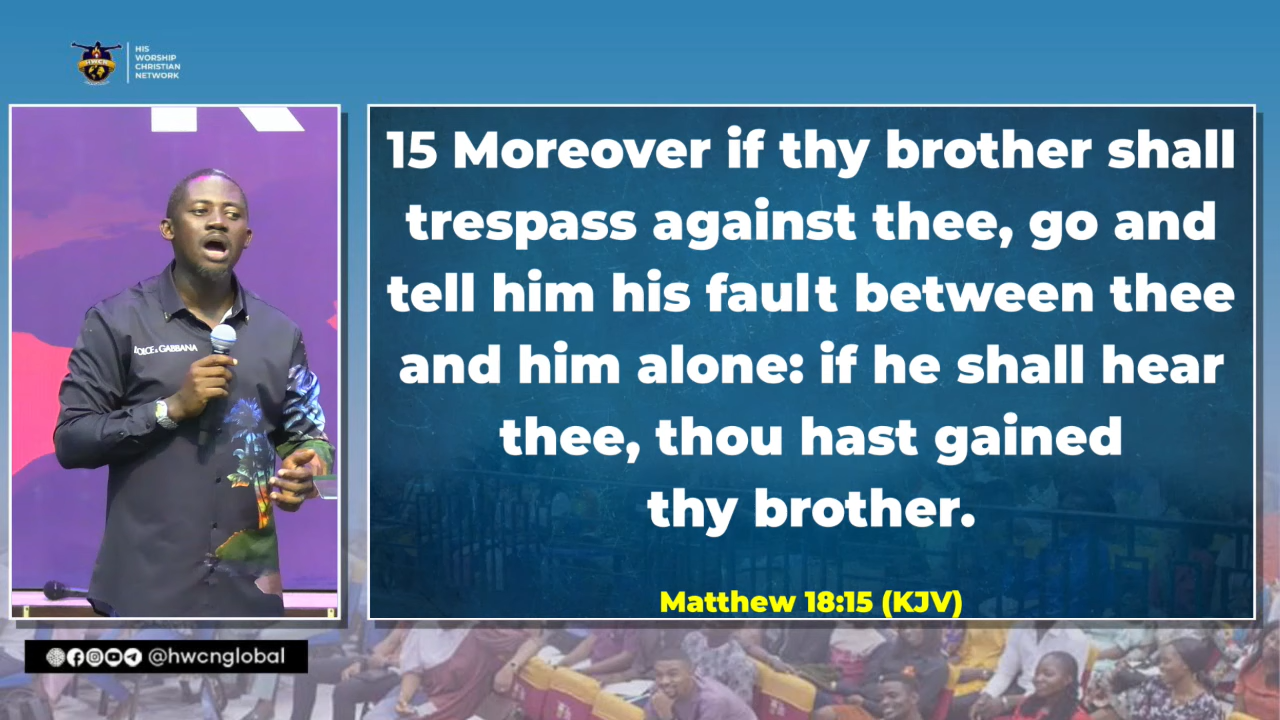 HIS
WORSHIP
CHRISTIAN
NETWORK
HWCN
DOLCE & GABBANA
15 Moreover if thy brother shall
trespass against thee, go and
tell him his fault between thee
and him alone: if he shall hear
thee, thou hast gained
thy brother.
Matthew 18:15 (KJV)
@hwcnglobal